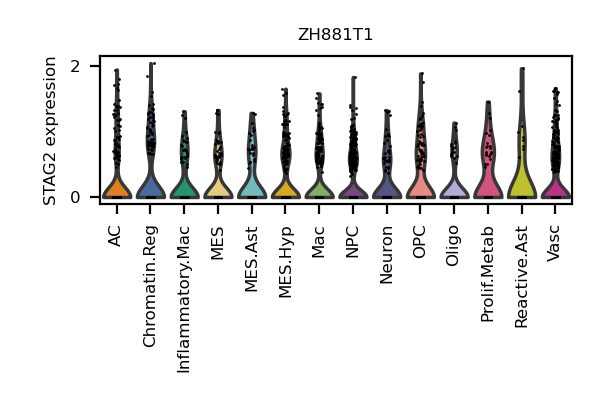 ZH881T1
STAG2 expression
2
0
AC
Chromatin.Reg
Inflammatory.Mac
MES
MES.Ast
MES.Hyp
Mac
NPC
Neuron
OPC
Oligo
Prolif.Metab
Reactive.Ast
Vasc